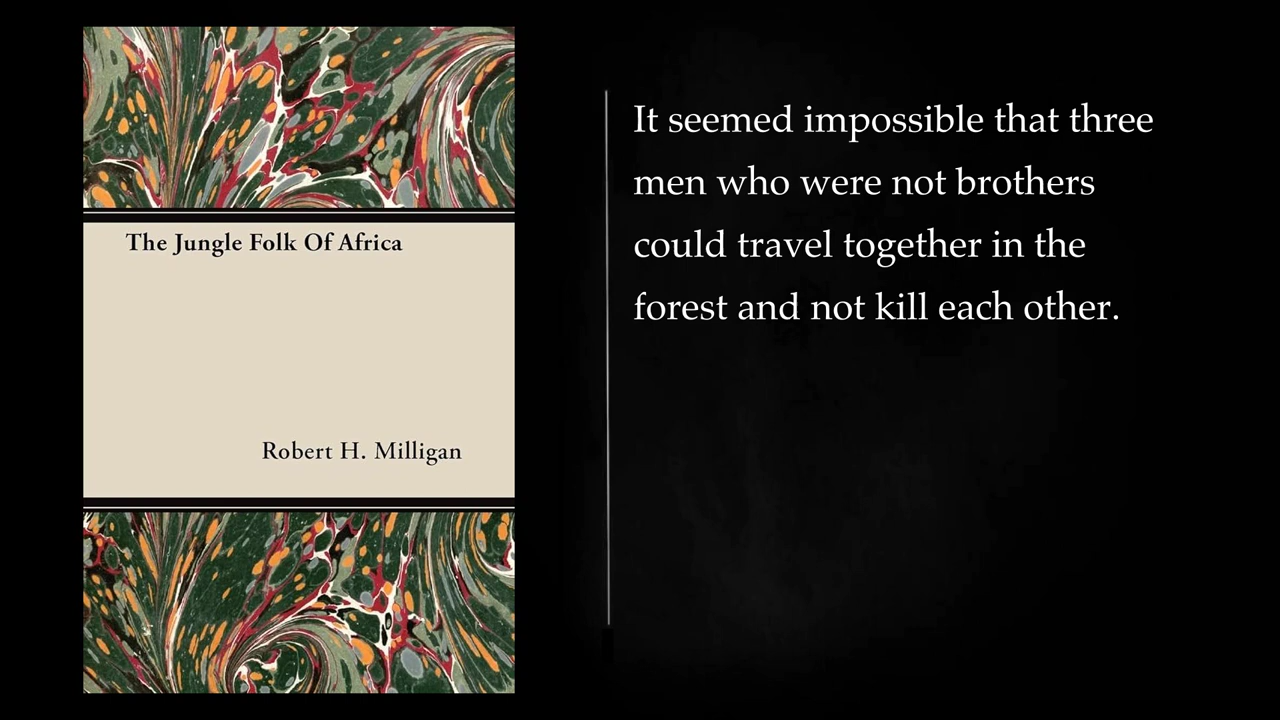 The Jungle Folk Of Africa
Robert H. Milligan
It seemed impossible that three
men who were not brothers
could travel together in the
forest and not kill each other.